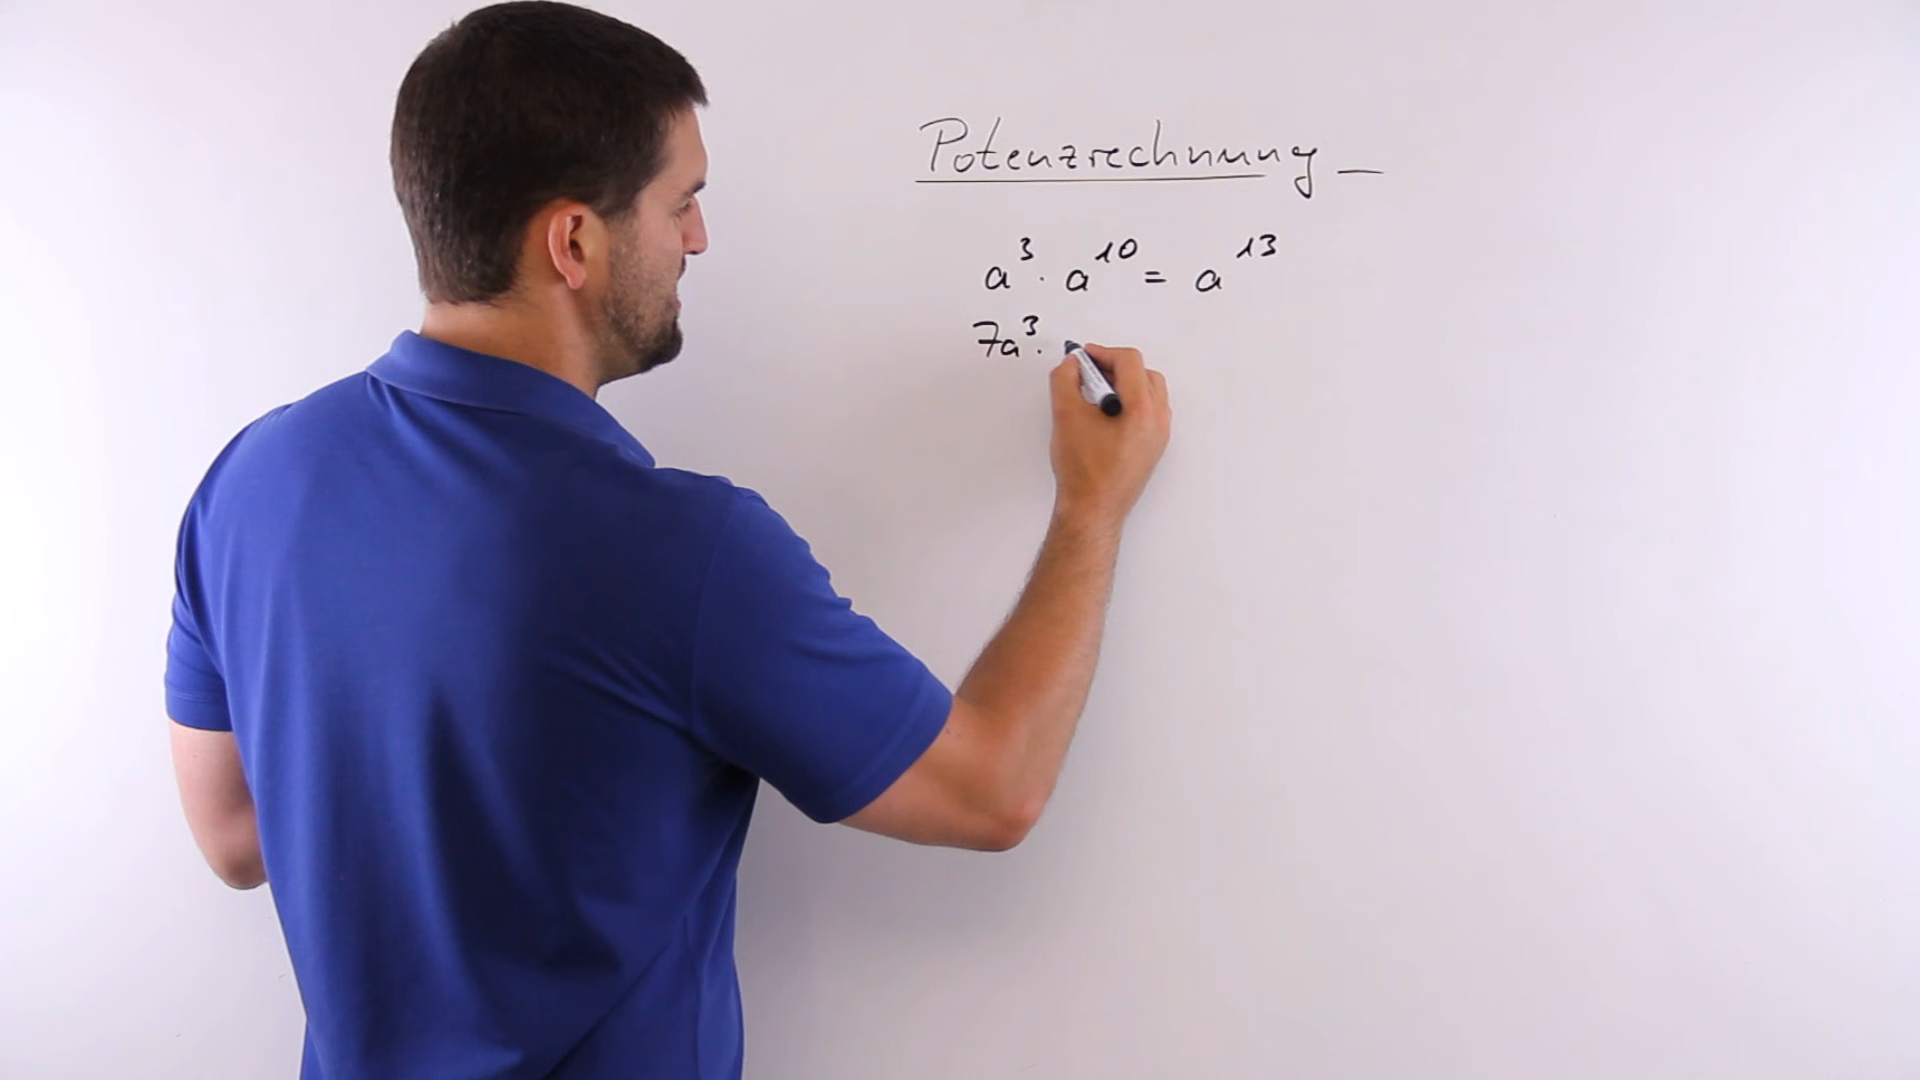 Potenzrechnung
a³ · a¹⁰ = a¹³
7a³ ·